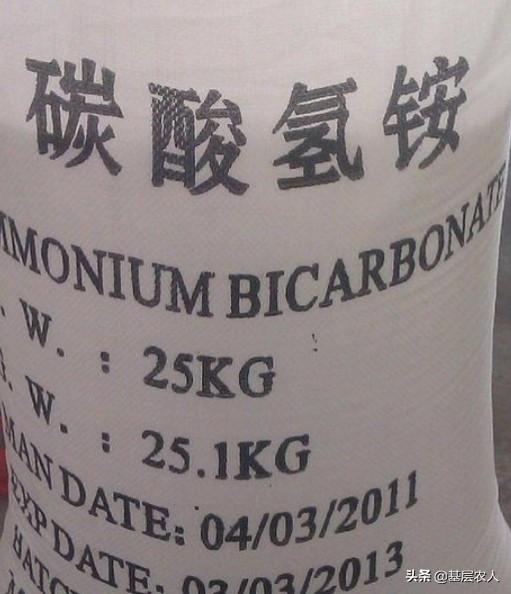 碳酸氢铵
MMONIUM BICARBONATE
. W. : 25KG
G. W. : 25.1KG
MAN DATE: 04/03/2011
EXP DATE: 03/03/2013
BATC
头条 @基层农人